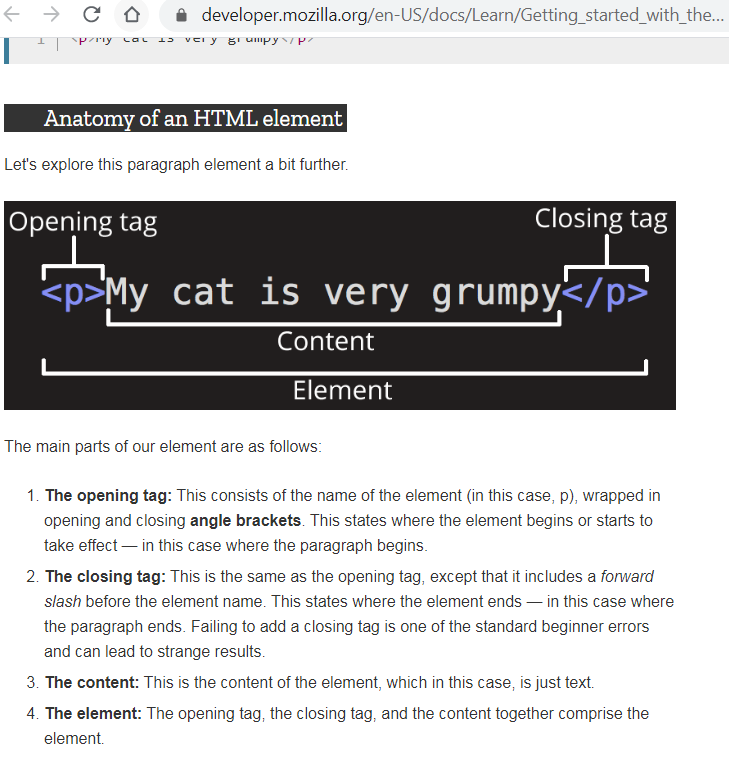 developer.mozilla.org/en-US/docs/Learn/Getting_started_with_the...
1 <p>My cat is very grumpy</p>
Anatomy of an HTML element
Let's explore this paragraph element a bit further.
Opening tag
Closing tag
<p>My cat is very grumpy</p>
Content
Element
The main parts of our element are as follows:
1. The opening tag: This consists of the name of the element (in this case, p), wrapped in
opening and closing angle brackets. This states where the element begins or starts to
take effect — in this case where the paragraph begins.
2. The closing tag: This is the same as the opening tag, except that it includes a forward
slash before the element name. This states where the element ends — in this case where
the paragraph ends. Failing to add a closing tag is one of the standard beginner errors
and can lead to strange results.
3. The content: This is the content of the element, which in this case, is just text.
4. The element: The opening tag, the closing tag, and the content together comprise the
element.